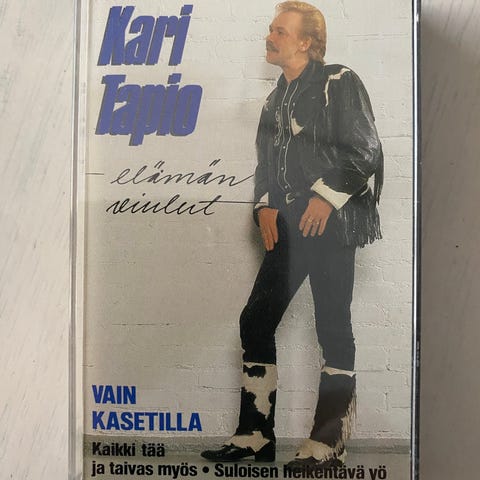 Kari
Tapio
elämän
viulut
VAIN
KASETILLA
Kaikki tää
ja taivas myös • Suloisen heikentävä yö